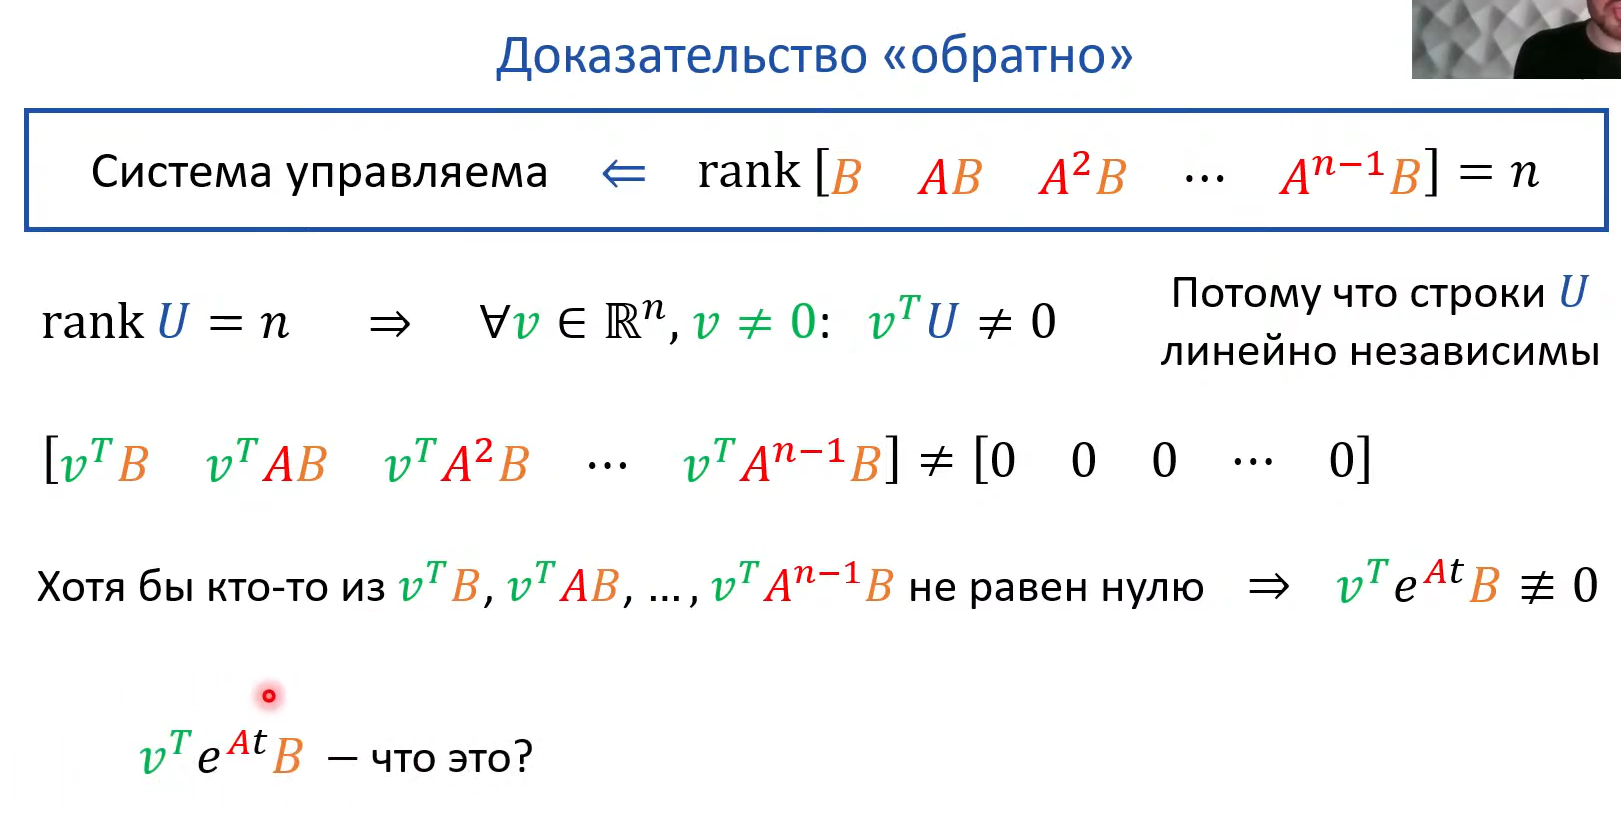 Доказательство «обратно»
Система управляема ⇐ rank [B AB A²B ⋯ Aⁿ⁻¹B] = n
rank U = n ⇒ ∀v ∈ ℝⁿ, v ≠ 0: vᵀU ≠ 0
Потому что строки U
линейно независимы
[vᵀB vᵀAB vᵀA²B ⋯ vᵀAⁿ⁻¹B] ≠ [0 0 0 ⋯ 0]
Хотя бы кто-то из vᵀB, vᵀAB, …, vᵀAⁿ⁻¹B не равен нулю ⇒ vᵀe^{At}B ≢ 0
vᵀe^{At}B – что это?